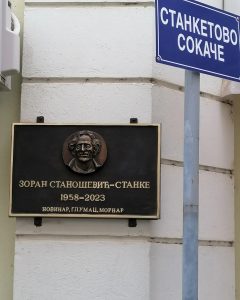 СТАНКЕТОВО
СОКАЧЕ
ЗОРАН СТАНОШЕВИЋ-СТАНКЕ
1958-2023
НОВИНАР, ГЛУМАЦ, МОРНАР